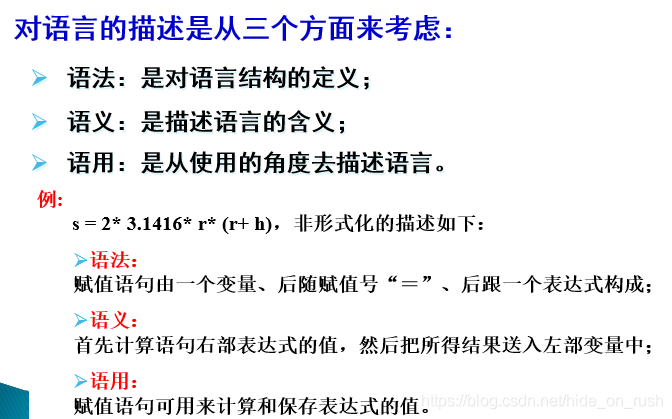 对语言的描述是从三个方面来考虑：
语法：是对语言结构的定义；
语义：是描述语言的含义；
语用：是从使用的角度去描述语言。
例：
s = 2* 3.1416* r* (r+ h)，非形式化的描述如下：
语法：
赋值语句由一个变量、后随赋值号“＝”、后跟一个表达式构成；
语义：
首先计算语句右部表达式的值，然后把所得结果送入左部变量中；
语用：
赋值语句可用来计算和保存表达式的值。
https://blog.csdn.net/hide_on_rush